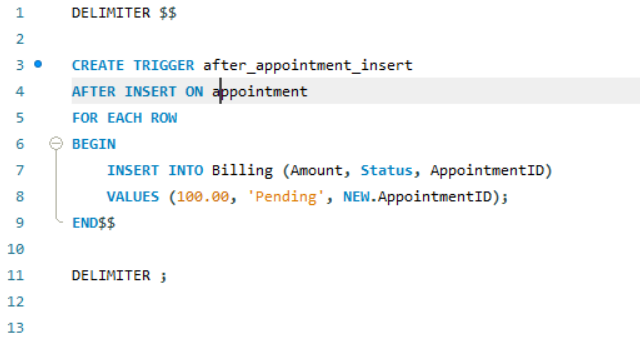 1 DELIMITER $$
2
3 CREATE TRIGGER after_appointment_insert
4 AFTER INSERT ON appointment
5 FOR EACH ROW
6 BEGIN
7 INSERT INTO Billing (Amount, Status, AppointmentID)
8 VALUES (100.00, 'Pending', NEW.AppointmentID);
9 END$$
10
11 DELIMITER ;
12
13